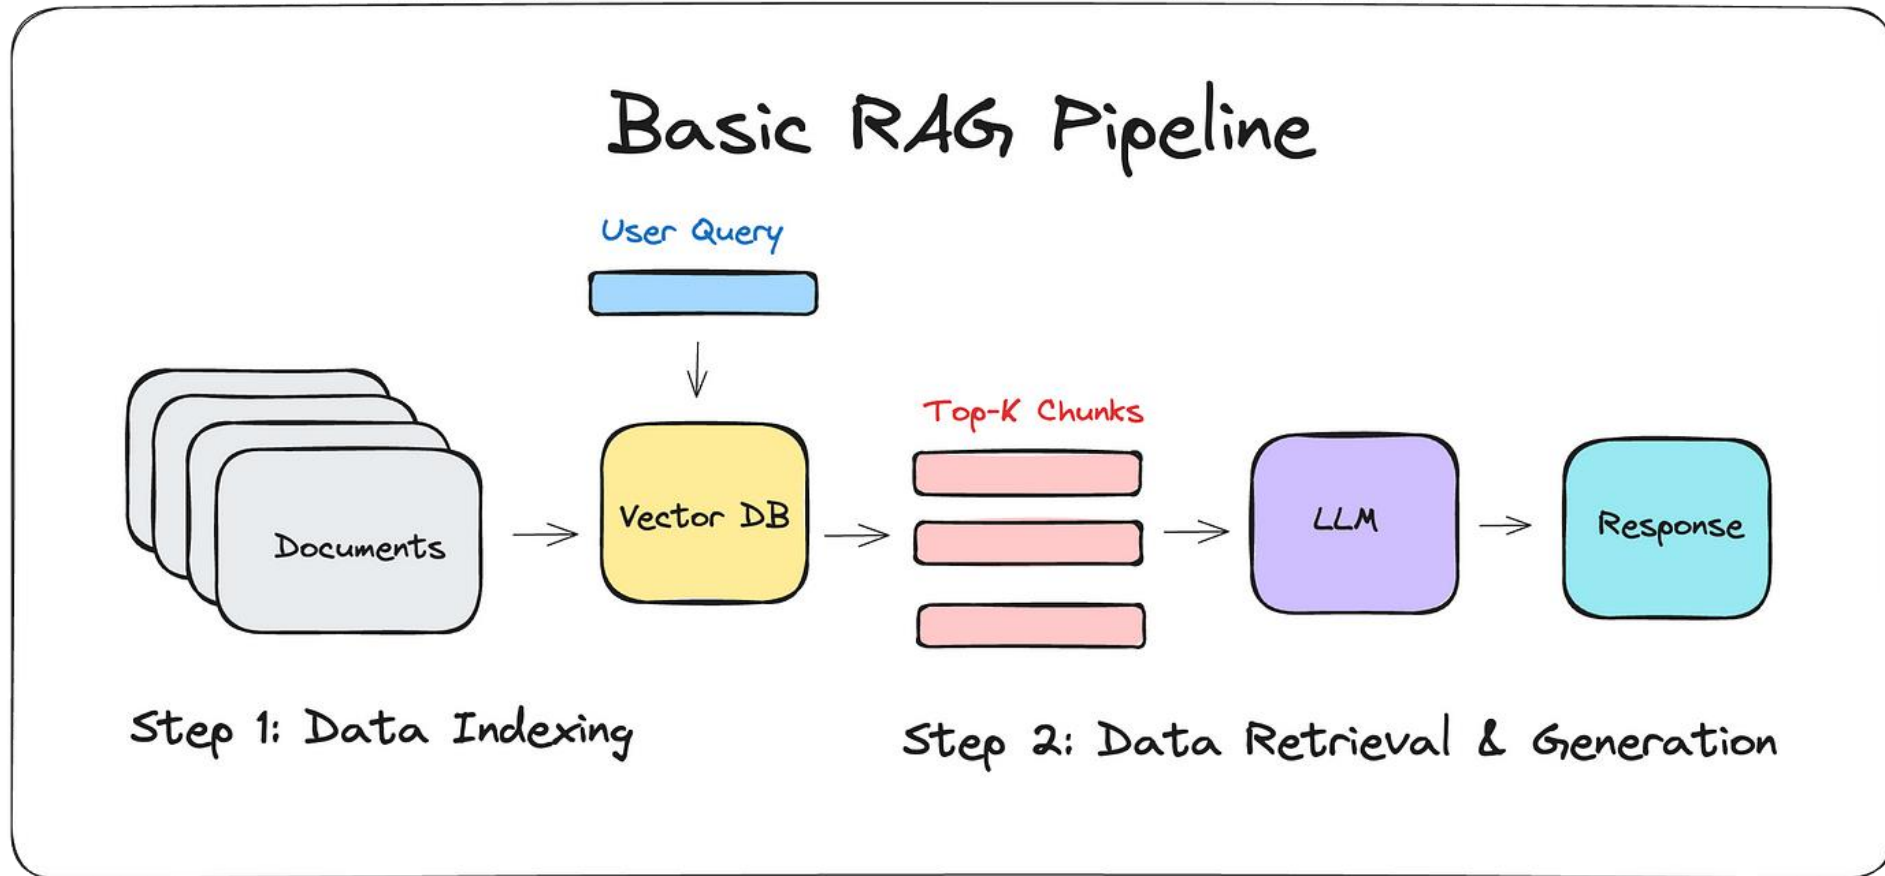 Basic RAG Pipeline
User Query
Top-K Chunks
Documents
Vector DB
LLM
Response
Step 1: Data Indexing
Step 2: Data Retrieval & Generation